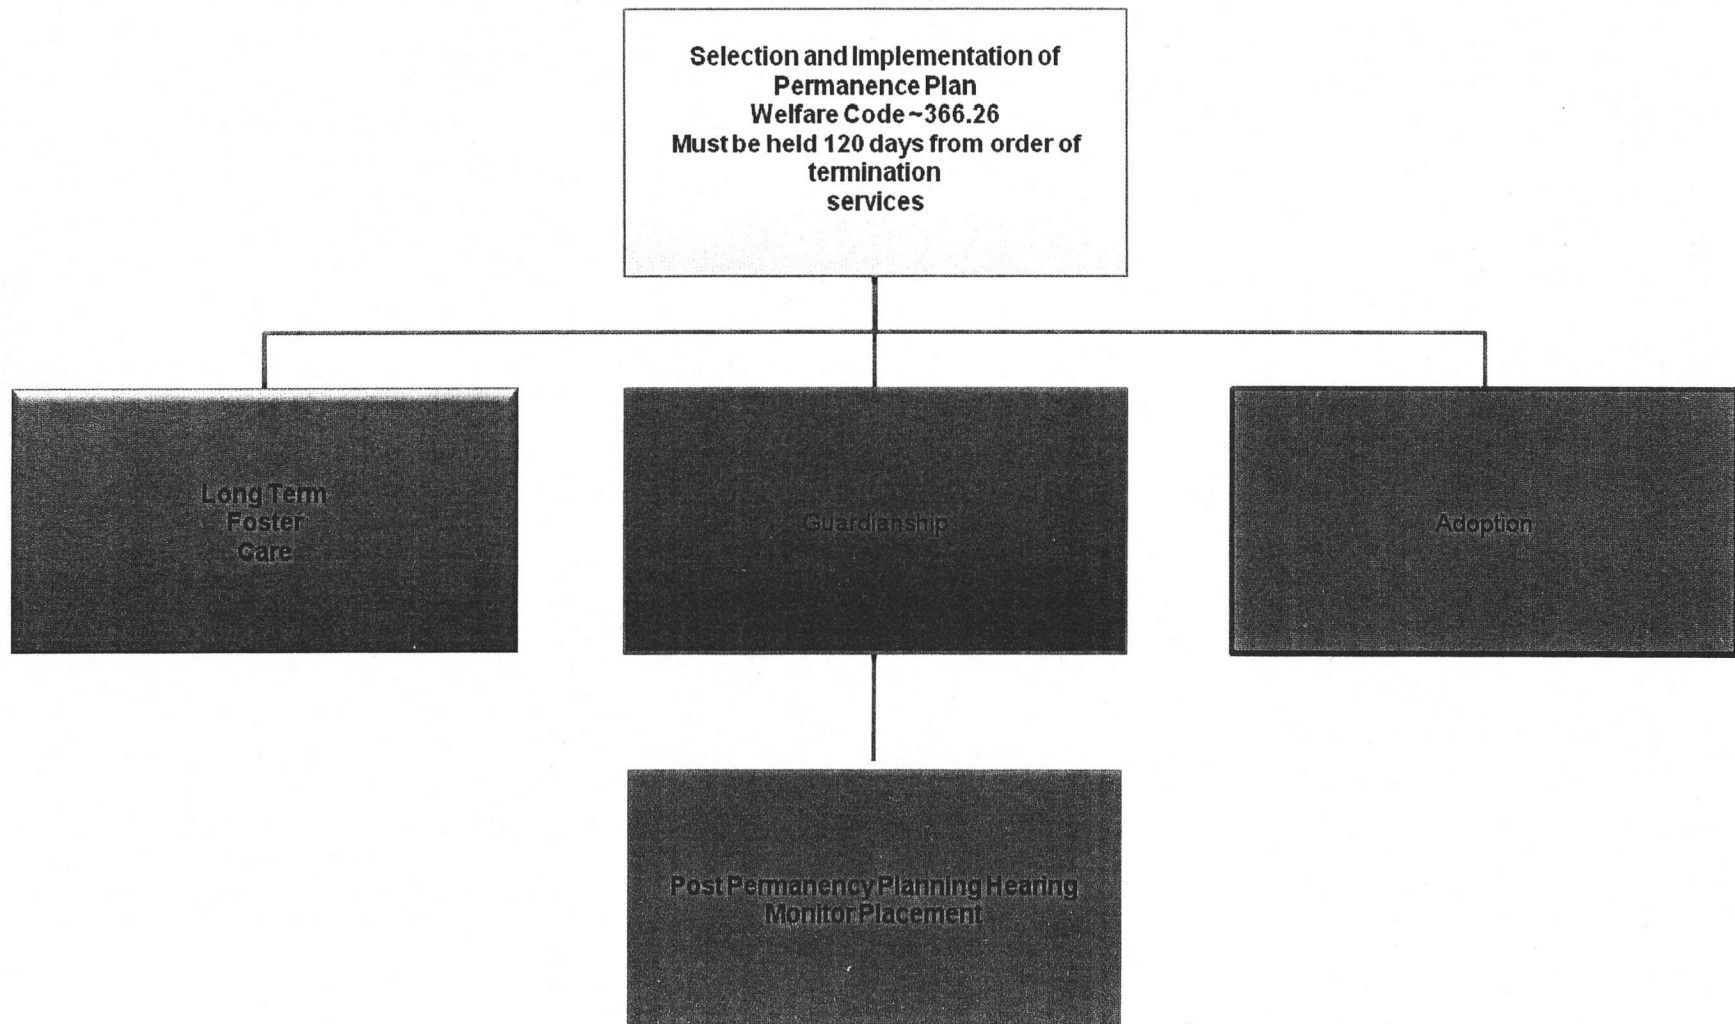 Selection and Implementation of
Permanence Plan
Welfare Code ~366.26
Must be held 120 days from order of
termination
services
Long Term
Foster
Care
Guardianship
Adoption
Post Permanency Planning Hearing
Monitor Placement